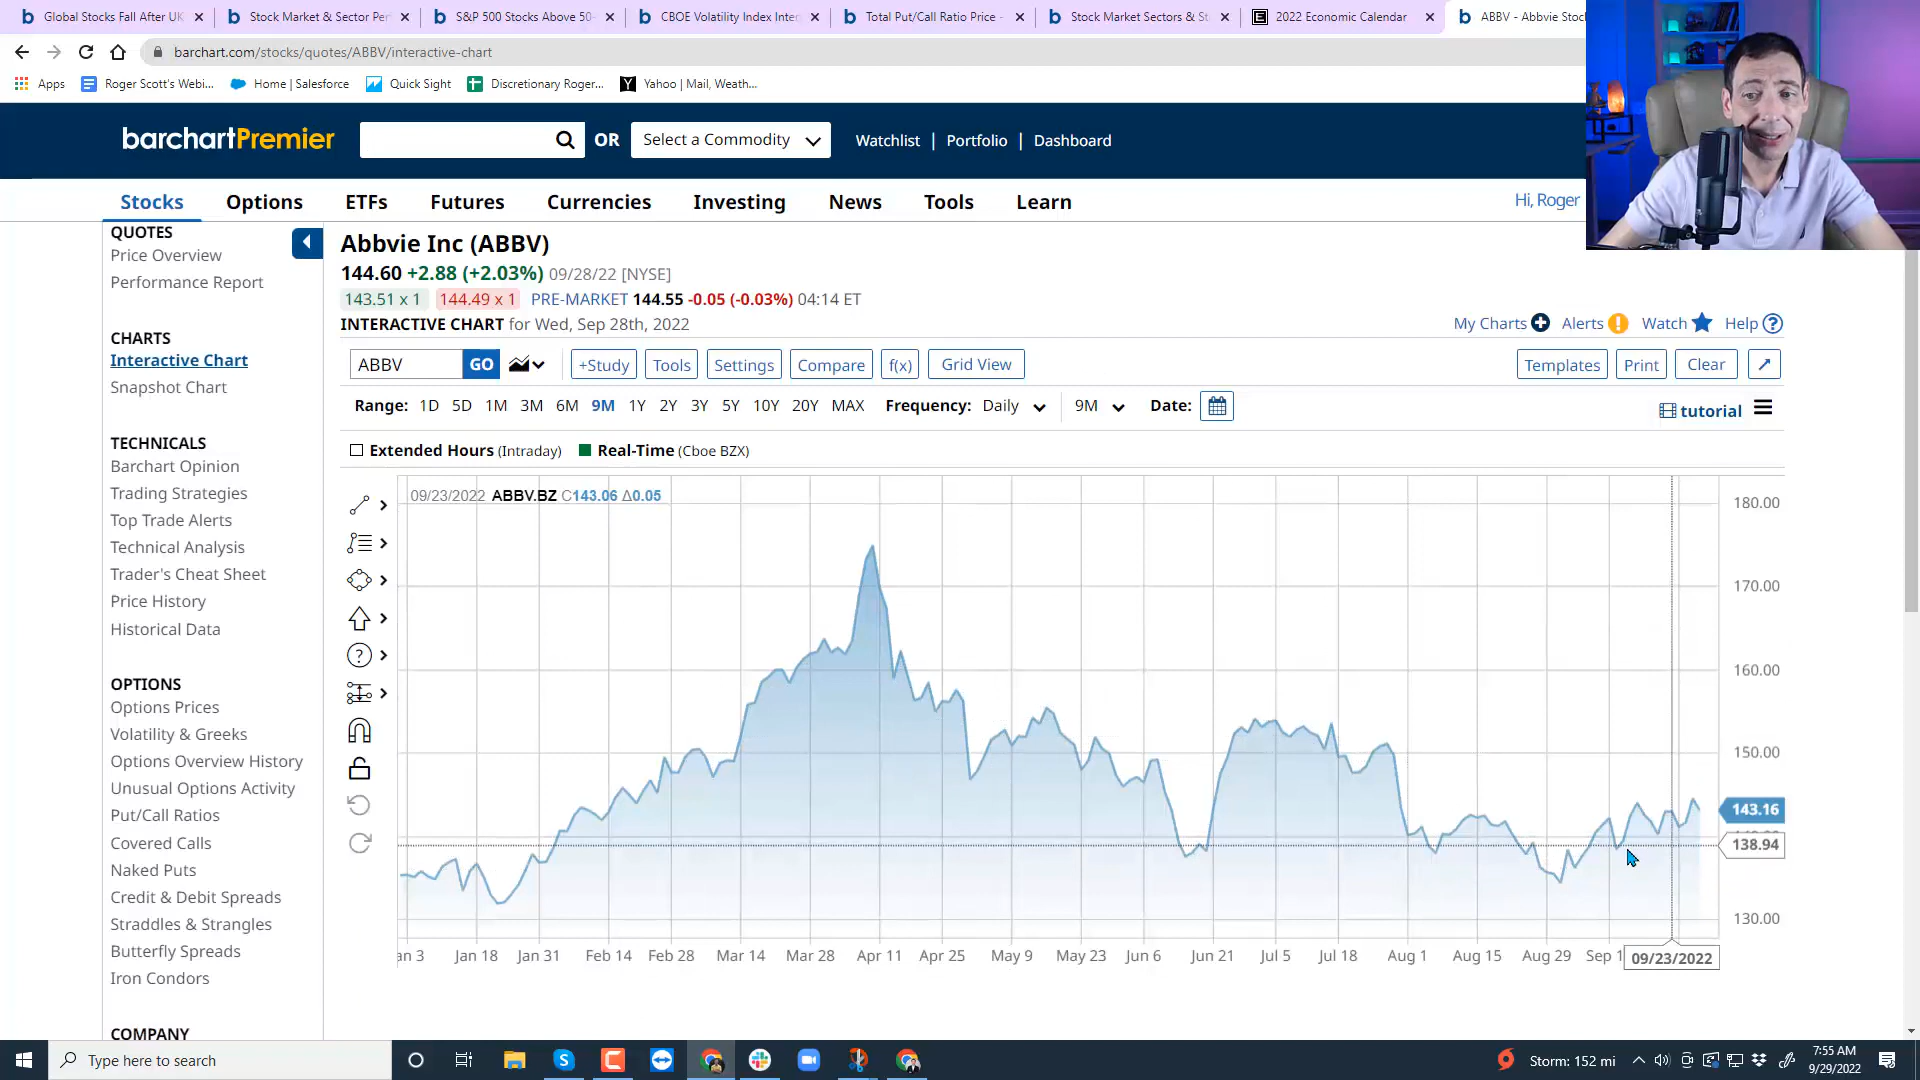 Global Stocks Fall After UK
Stock Market & Sector Per
S&P 500 Stocks Above 50-
CBOE Volatility Index Inte
Total Put/Call Ratio Price -
Stock Market Sectors & St
2022 Economic Calendar
ABBV - Abbvie Stoc
barchart.com/stocks/quotes/ABBV/interactive-chart
Apps
Roger Scott's Webi...
Home | Salesforce
Quick Sight
Discretionary Roger...
Yahoo | Mail, Weath...
barchartPremier
OR
Select a Commodity
Watchlist | Portfolio | Dashboard
Stocks
Options
ETFs
Futures
Currencies
Investing
News
Tools
Learn
Hi, Roger
QUOTES
Price Overview
Performance Report
CHARTS
Interactive Chart
Snapshot Chart
TECHNICALS
Barchart Opinion
Trading Strategies
Top Trade Alerts
Technical Analysis
Trader's Cheat Sheet
Price History
Historical Data
OPTIONS
Options Prices
Volatility & Greeks
Options Overview History
Unusual Options Activity
Put/Call Ratios
Covered Calls
Naked Puts
Credit & Debit Spreads
Straddles & Strangles
Butterfly Spreads
Iron Condors
COMPANY
Abbvie Inc (ABBV)
144.60 +2.88 (+2.03%) 09/28/22 [NYSE]
143.51 x 1 144.49 x 1 PRE-MARKET 144.55 -0.05 (-0.03%) 04:14 ET
INTERACTIVE CHART for Wed, Sep 28th, 2022
My Charts
Alerts
Watch
Help
ABBV GO
+Study
Tools
Settings
Compare
f(x)
Grid View
Templates
Print
Clear
Range: 1D 5D 1M 3M 6M 9M 1Y 2Y 3Y 5Y 10Y 20Y MAX
Frequency: Daily
9M
Date:
tutorial
Extended Hours (Intraday)
Real-Time (Cboe BZX)
09/23/2022 ABBV.BZ C143.06 Δ0.05
180.00
170.00
160.00
150.00
143.16
138.94
130.00
an 3
Jan 18
Jan 31
Feb 14
Feb 28
Mar 14
Mar 28
Apr 11
Apr 25
May 9
May 23
Jun 6
Jun 21
Jul 5
Jul 18
Aug 1
Aug 15
Aug 29
Sep 1
09/23/2022
Type here to search
Storm: 152 mi
7:55 AM
9/29/2022